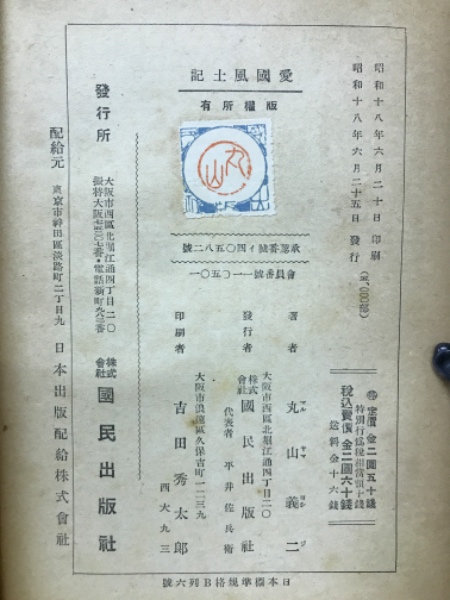 昭和十八年六月二十日 印刷
昭和十八年六月二十五日 發行
愛國風土記
版權所有
丸山
承認番號イ四〇五八二號
會員番號一一五〇一
定價 金二圓五十錢
特別行爲稅相當額十錢
稅込賣價 金二圓六十錢
送料金十六錢
著者 丸山義二
マル ヤマ ヨシ ジ
大阪市西區北堀江通四丁目二〇
發行者 株式會社 國民出版社
代表者 平井佐兵衛
大阪市浪速區久保吉町一二三九
印刷者 吉田秀太郎
西大九三
發行所
大阪市西區北堀江通四丁目二〇
株式會社 國民出版社
配給元 東京市神田區淡路町二丁目九 日本出版配給株式會社
日本標準規格B列六號